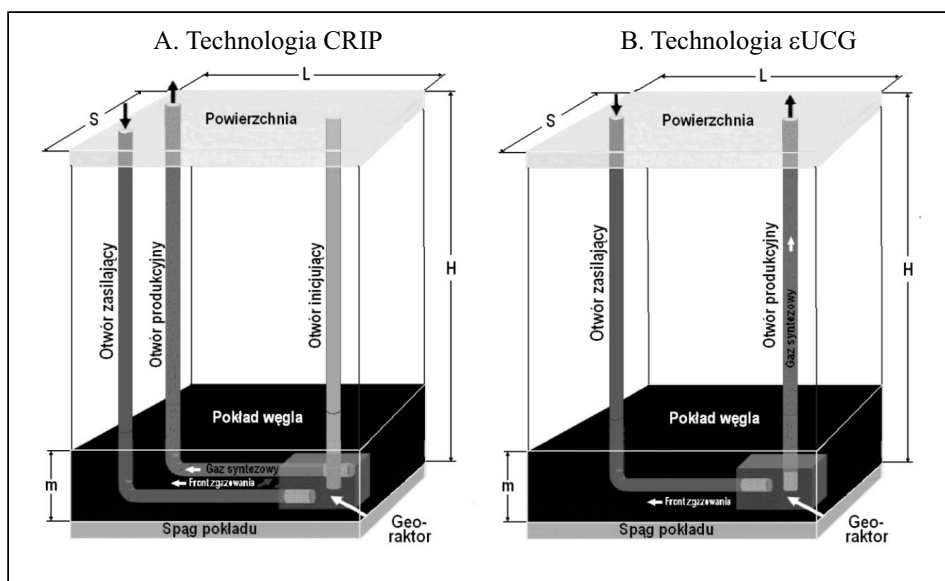 A. Technologia CRIP
L
S
Powierzchnia
Otwór zasilający
Otwór produkcyjny
Otwór inicjujący
H
Pokład węgla
Gaz syntezowy
Front zgazowania
m
Spąg pokładu
Geo-
raktor
B. Technologia εUCG
L
S
Powierzchnia
Otwór zasilający
Otwór produkcyjny
Gaz syntezowy
H
Pokład węgla
Front zgazowania
m
Spąg pokładu
Geo-
raktor